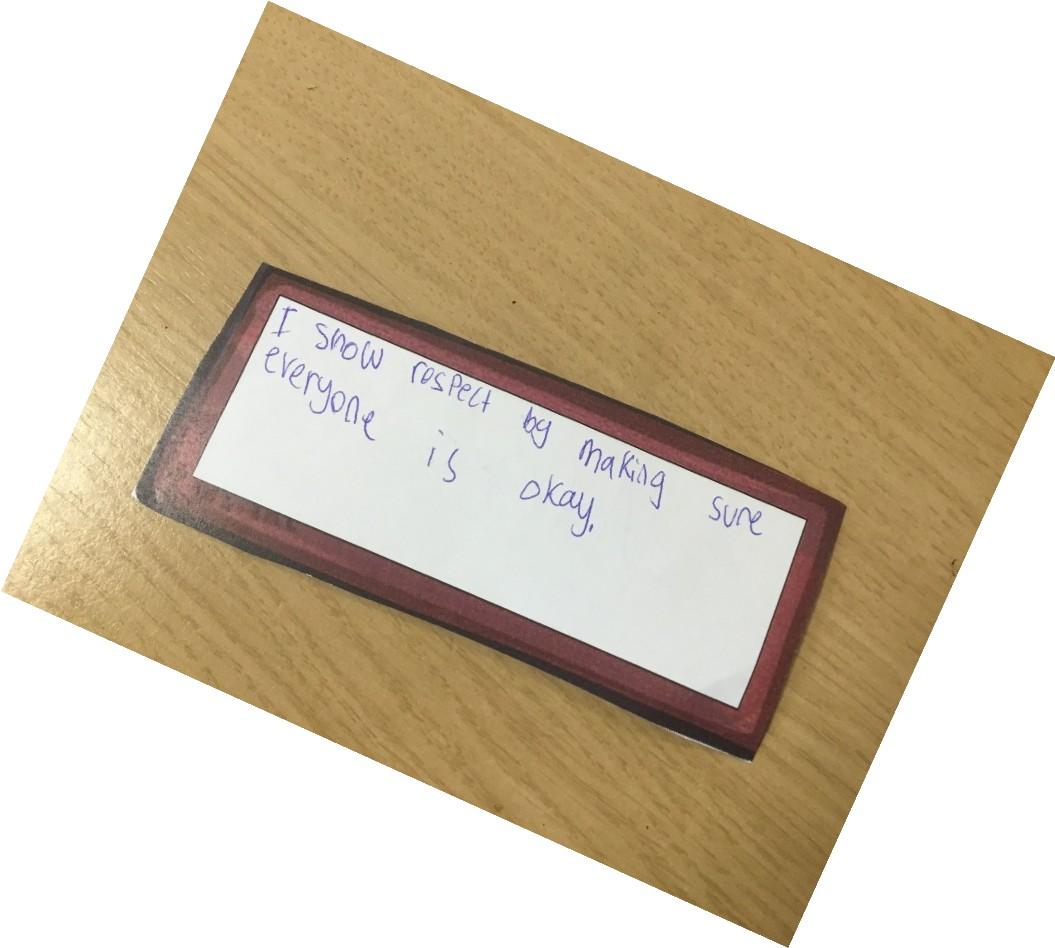 I show respect by making sure
everyone is okay.